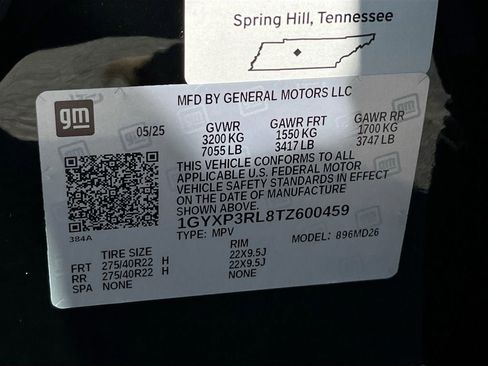 Spring Hill, Tennessee
MFD BY GENERAL MOTORS LLC
gm
05/25
GVWR GAWR FRT GAWR RR
3200 KG 1550 KG 1700 KG
7055 LB 3417 LB 3747 LB
THIS VEHICLE CONFORMS TO ALL
APPLICABLE U.S. FEDERAL MOTOR
VEHICLE SAFETY STANDARDS IN EFFECT
ON THE DATE OF MANUFACTURE
SHOWN ABOVE.
1GYXP3RL8TZ600459
TYPE: MPV MODEL: 896MD26
384A
TIRE SIZE RIM
FRT 275/40R22 H 22X9.5J
RR 275/40R22 H 22X9.5J
SPA NONE NONE